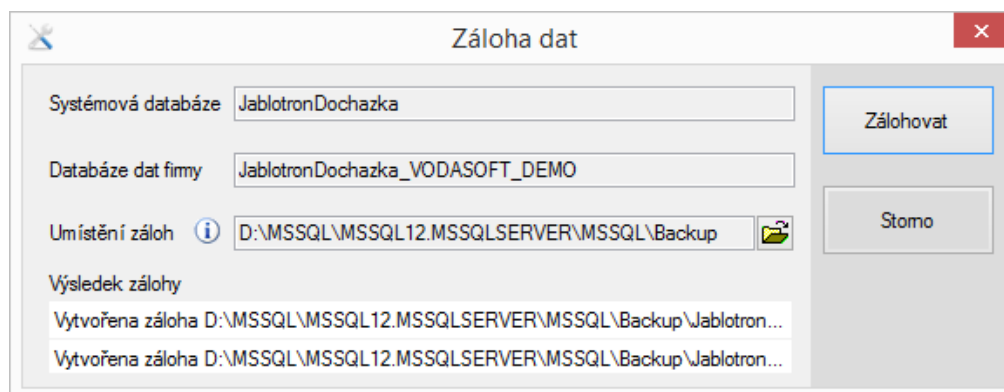 Záloha dat
Systémová databáze JablotronDochazka
Zálohovat
Databáze dat firmy JablotronDochazka_VODASOFT_DEMO
Umístění záloh D:\MSSQL\MSSQL12.MSSQLSERVER\MSSQL\Backup
Storno
Výsledek zálohy
Vytvořena záloha D:\MSSQL\MSSQL12.MSSQLSERVER\MSSQL\Backup\Jablotron...
Vytvořena záloha D:\MSSQL\MSSQL12.MSSQLSERVER\MSSQL\Backup\Jablotron...